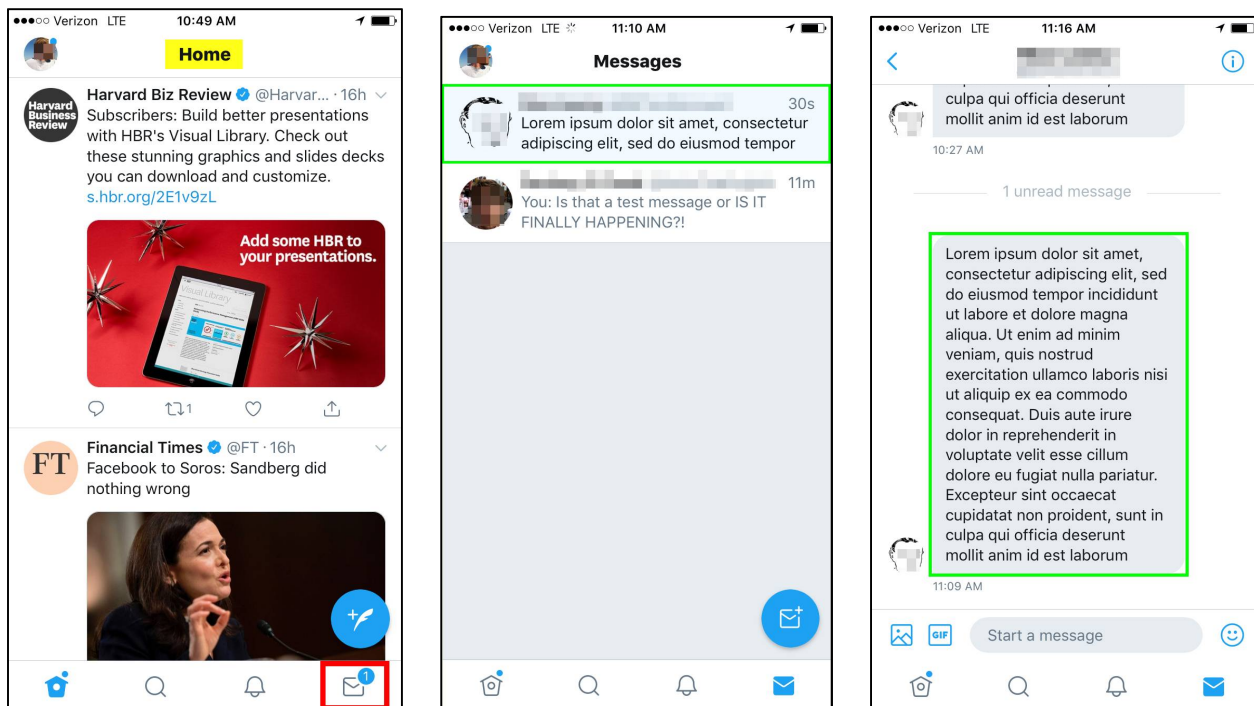 Verizon LTE 10:49 AM
Home
Harvard Business Review
Harvard Biz Review @Harvar... · 16h
Subscribers: Build better presentations
with HBR's Visual Library. Check out
these stunning graphics and slides decks
you can download and customize.
s.hbr.org/2E1v9zL
Add some HBR to
your presentations.
Visual Library
1
FT
Financial Times @FT · 16h
Facebook to Soros: Sandberg did
nothing wrong
1
Verizon LTE 11:10 AM
Messages
30s
Lorem ipsum dolor sit amet, consectetur
adipiscing elit, sed do eiusmod tempor
11m
You: Is that a test message or IS IT
FINALLY HAPPENING?!
Verizon LTE 11:16 AM
culpa qui officia deserunt
mollit anim id est laborum
10:27 AM
1 unread message
Lorem ipsum dolor sit amet,
consectetur adipiscing elit, sed
do eiusmod tempor incididunt
ut labore et dolore magna
aliqua. Ut enim ad minim
veniam, quis nostrud
exercitation ullamco laboris nisi
ut aliquip ex ea commodo
consequat. Duis aute irure
dolor in reprehenderit in
voluptate velit esse cillum
dolore eu fugiat nulla pariatur.
Excepteur sint occaecat
cupidatat non proident, sunt in
culpa qui officia deserunt
mollit anim id est laborum
11:09 AM
GIF
Start a message